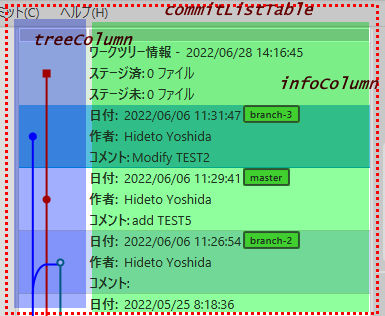 ミット(C) ヘルプ(H) CommitListTable
treeColumn
ワークツリー情報 - 2022/06/28 14:16:45
ステージ済: 0 ファイル
infoColumn
ステージ未: 0 ファイル
日付: 2022/06/06 11:31:47 branch-3
作者: Hideto Yoshida
コメント: Modify TEST2
日付: 2022/06/06 11:29:41 master
作者: Hideto Yoshida
コメント: add TEST5
日付: 2022/06/06 11:26:54 branch-2
作者: Hideto Yoshida
コメント:
日付: 2022/05/25 8:18:36